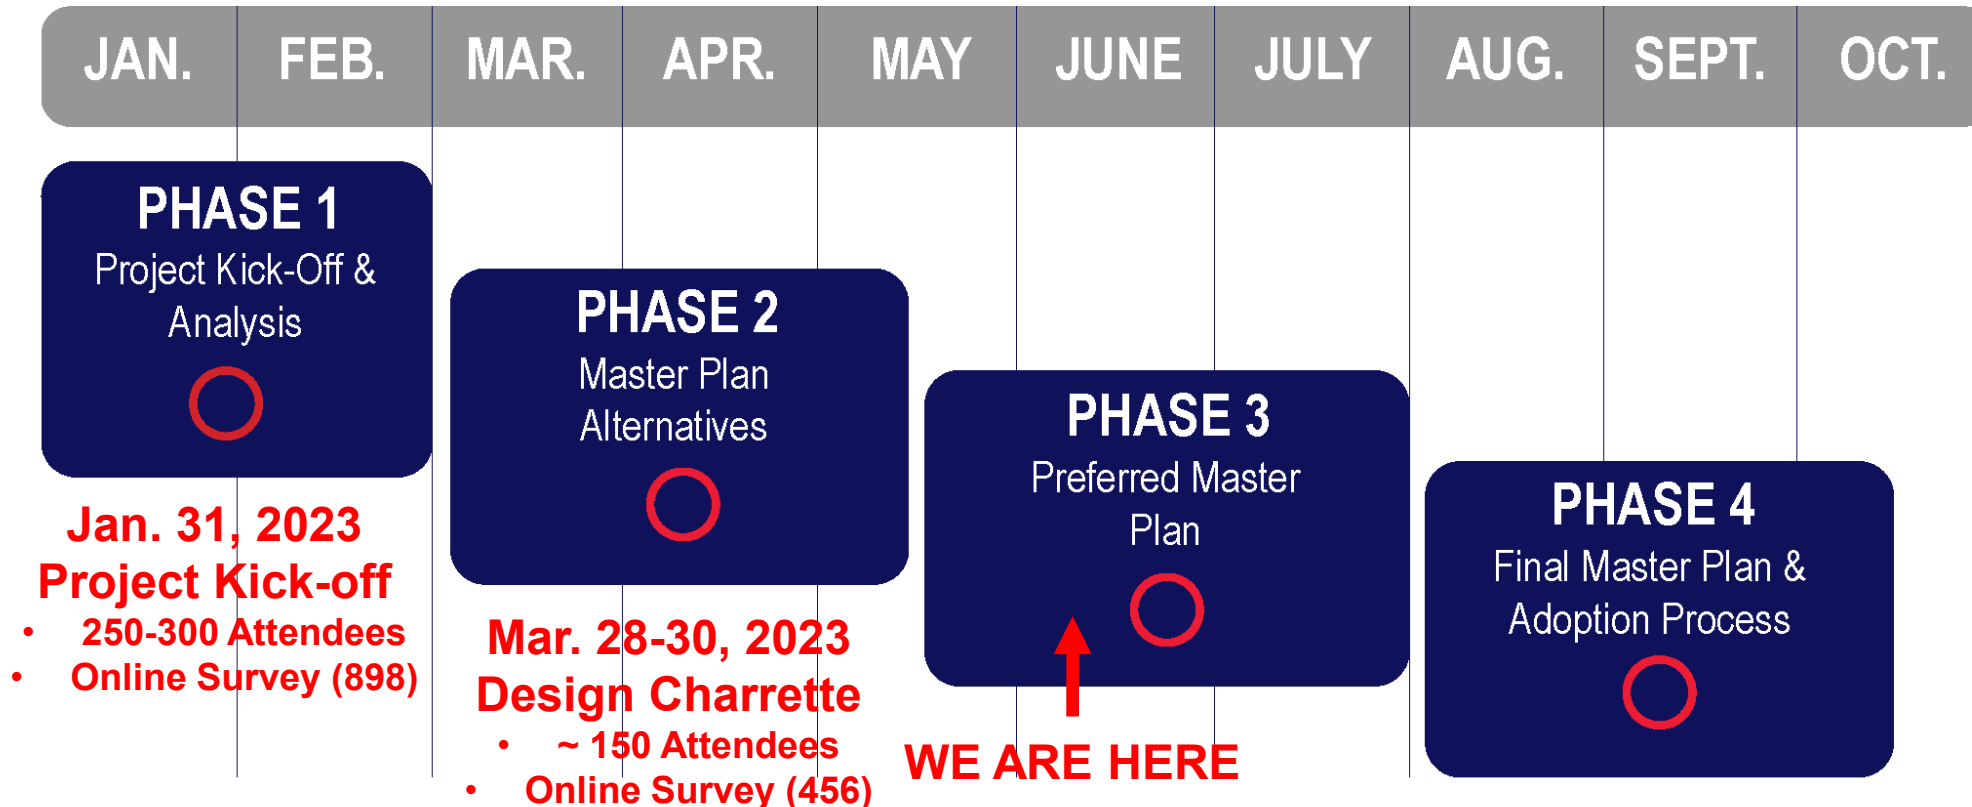 JAN. FEB. MAR. APR. MAY JUNE JULY AUG. SEPT. OCT.
PHASE 1
Project Kick-Off &
Analysis
Jan. 31, 2023
Project Kick-off
• 250-300 Attendees
• Online Survey (898)
PHASE 2
Master Plan
Alternatives
Mar. 28-30, 2023
Design Charrette
• ~ 150 Attendees
• Online Survey (456)
PHASE 3
Preferred Master
Plan
WE ARE HERE
PHASE 4
Final Master Plan &
Adoption Process